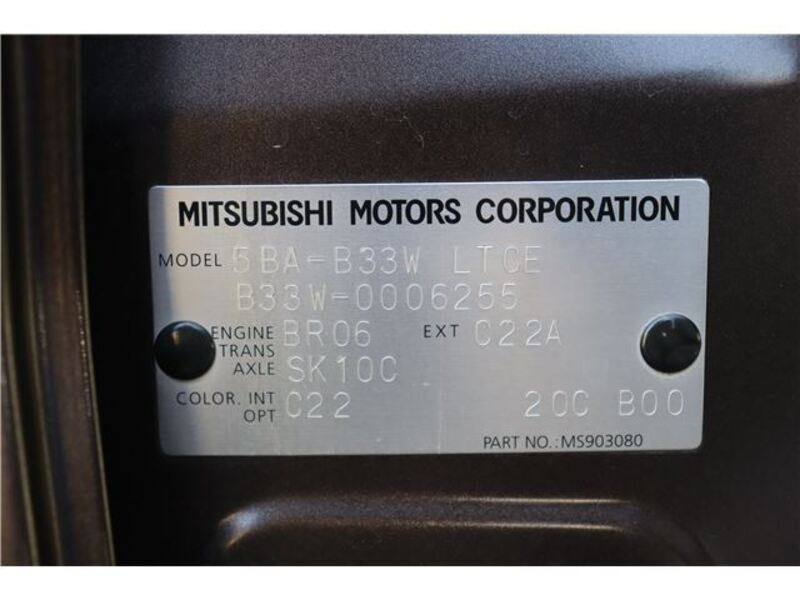 MITSUBISHI MOTORS CORPORATION
MODEL 5BA-B33W LTCE
B33W-0006255
ENGINE BR06 EXT C22A
TRANS
AXLE SK10C
COLOR. INT C22 20C B00
OPT
PART NO.:MS903080